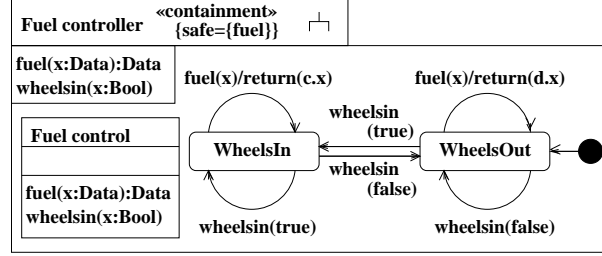 Fuel controller
«containment»
{safe={fuel}}
fuel(x:Data):Data
wheelsin(x:Bool)
Fuel control
fuel(x:Data):Data
wheelsin(x:Bool)
fuel(x)/return(c.x)
fuel(x)/return(d.x)
wheelsin
(true)
WheelsIn
WheelsOut
wheelsin
(false)
wheelsin(true)
wheelsin(false)